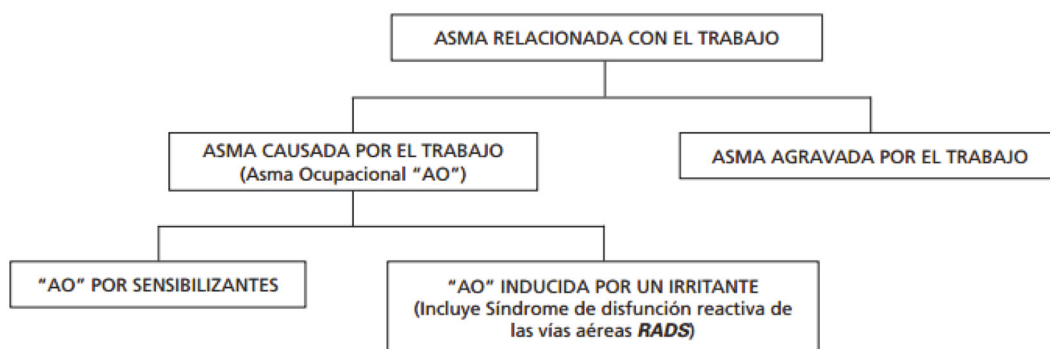 ASMA RELACIONADA CON EL TRABAJO
ASMA CAUSADA POR EL TRABAJO
(Asma Ocupacional “AO”)
ASMA AGRAVADA POR EL TRABAJO
“AO” POR SENSIBILIZANTES
“AO” INDUCIDA POR UN IRRITANTE
(Incluye Síndrome de disfunción reactiva de
las vías aéreas RADS)